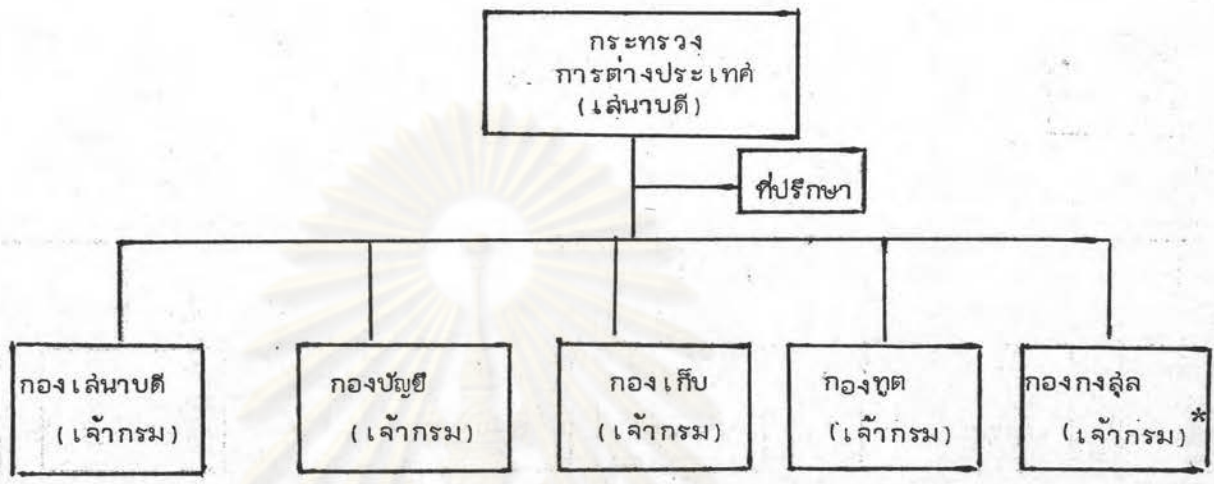 กระทรวง
การต่างประเทศ
(เสนาบดี)
ที่ปรึกษา
กองเสนาบดี
(เจ้ากรม)
กองบัญชี
(เจ้ากรม)
กองเก็บ
(เจ้ากรม)
กองทูต
(เจ้ากรม)
กองกงสุล
(เจ้ากรม)*